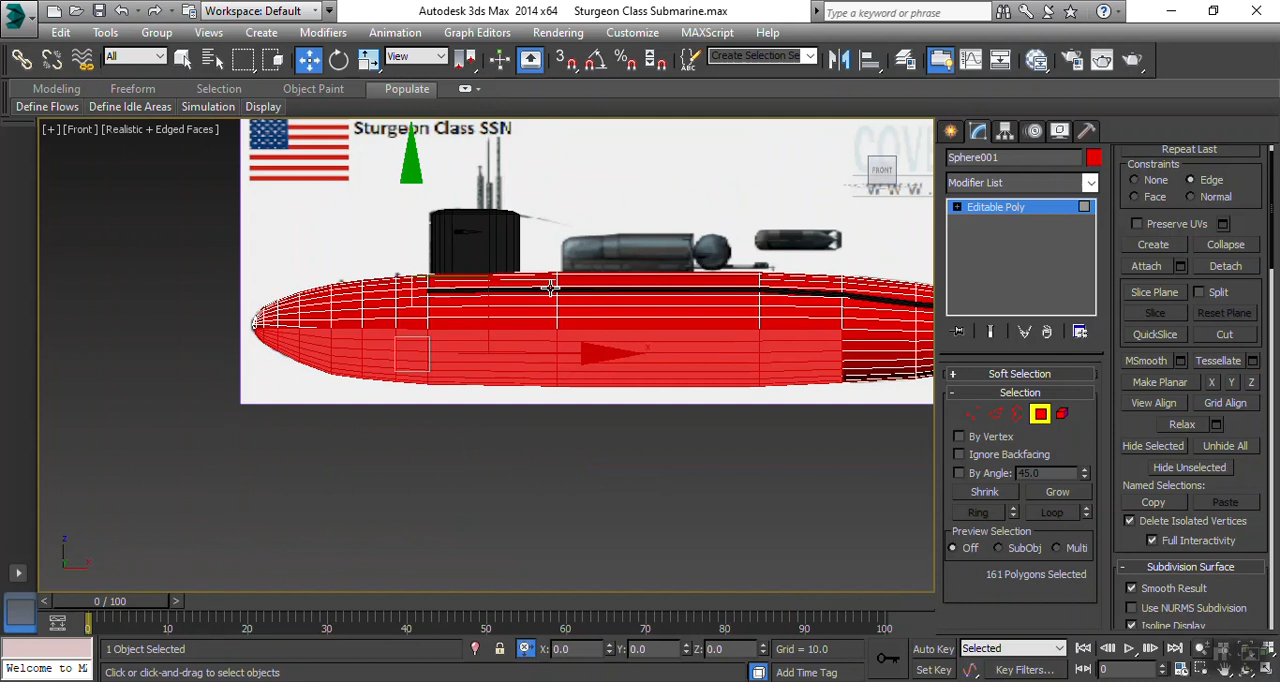 Workspace: Default
Autodesk 3ds Max 2014 x64
Sturgeon Class Submarine.max
Type a keyword or phrase
Edit Tools Group Views Create Modifiers Animation Graph Editors Rendering Customize MAXScript Help
All
View
Create Selection Se
Modeling Freeform Selection Object Paint Populate
Define Flows Define Idle Areas Simulation Display
[+] [Front ] [Realistic + Edged Faces ]
Sturgeon Class SSN
COV
W W W
FRONT
z
x
x
Sphere001
Modifier List
Editable Poly
Soft Selection
Selection
By Vertex
Ignore Backfacing
By Angle: 45.0
Shrink Grow
Ring Loop
Preview Selection
Off SubObj Multi
161 Polygons Selected
Repeat Last
Constraints
None Edge
Face Normal
Preserve UVs
Create Collapse
Attach Detach
Slice Plane Split
Slice Reset Plane
QuickSlice Cut
MSmooth Tessellate
Make Planar X Y Z
View Align Grid Align
Relax
Hide Selected Unhide All
Hide Unselected
Named Selections:
Copy Paste
Delete Isolated Vertices
Full Interactivity
Subdivision Surface
Smooth Result
Use NURMS Subdivision
Isoline Display
< 0 / 100 >
0 10 20 30 40 50 60 70 80 90 100
1 Object Selected
X: 0.0 Y: 0.0 Z: 0.0 Grid = 10.0
Auto Key Selected
Welcome to M
Click or click-and-drag to select objects
Add Time Tag
Set Key Key Filters...
0